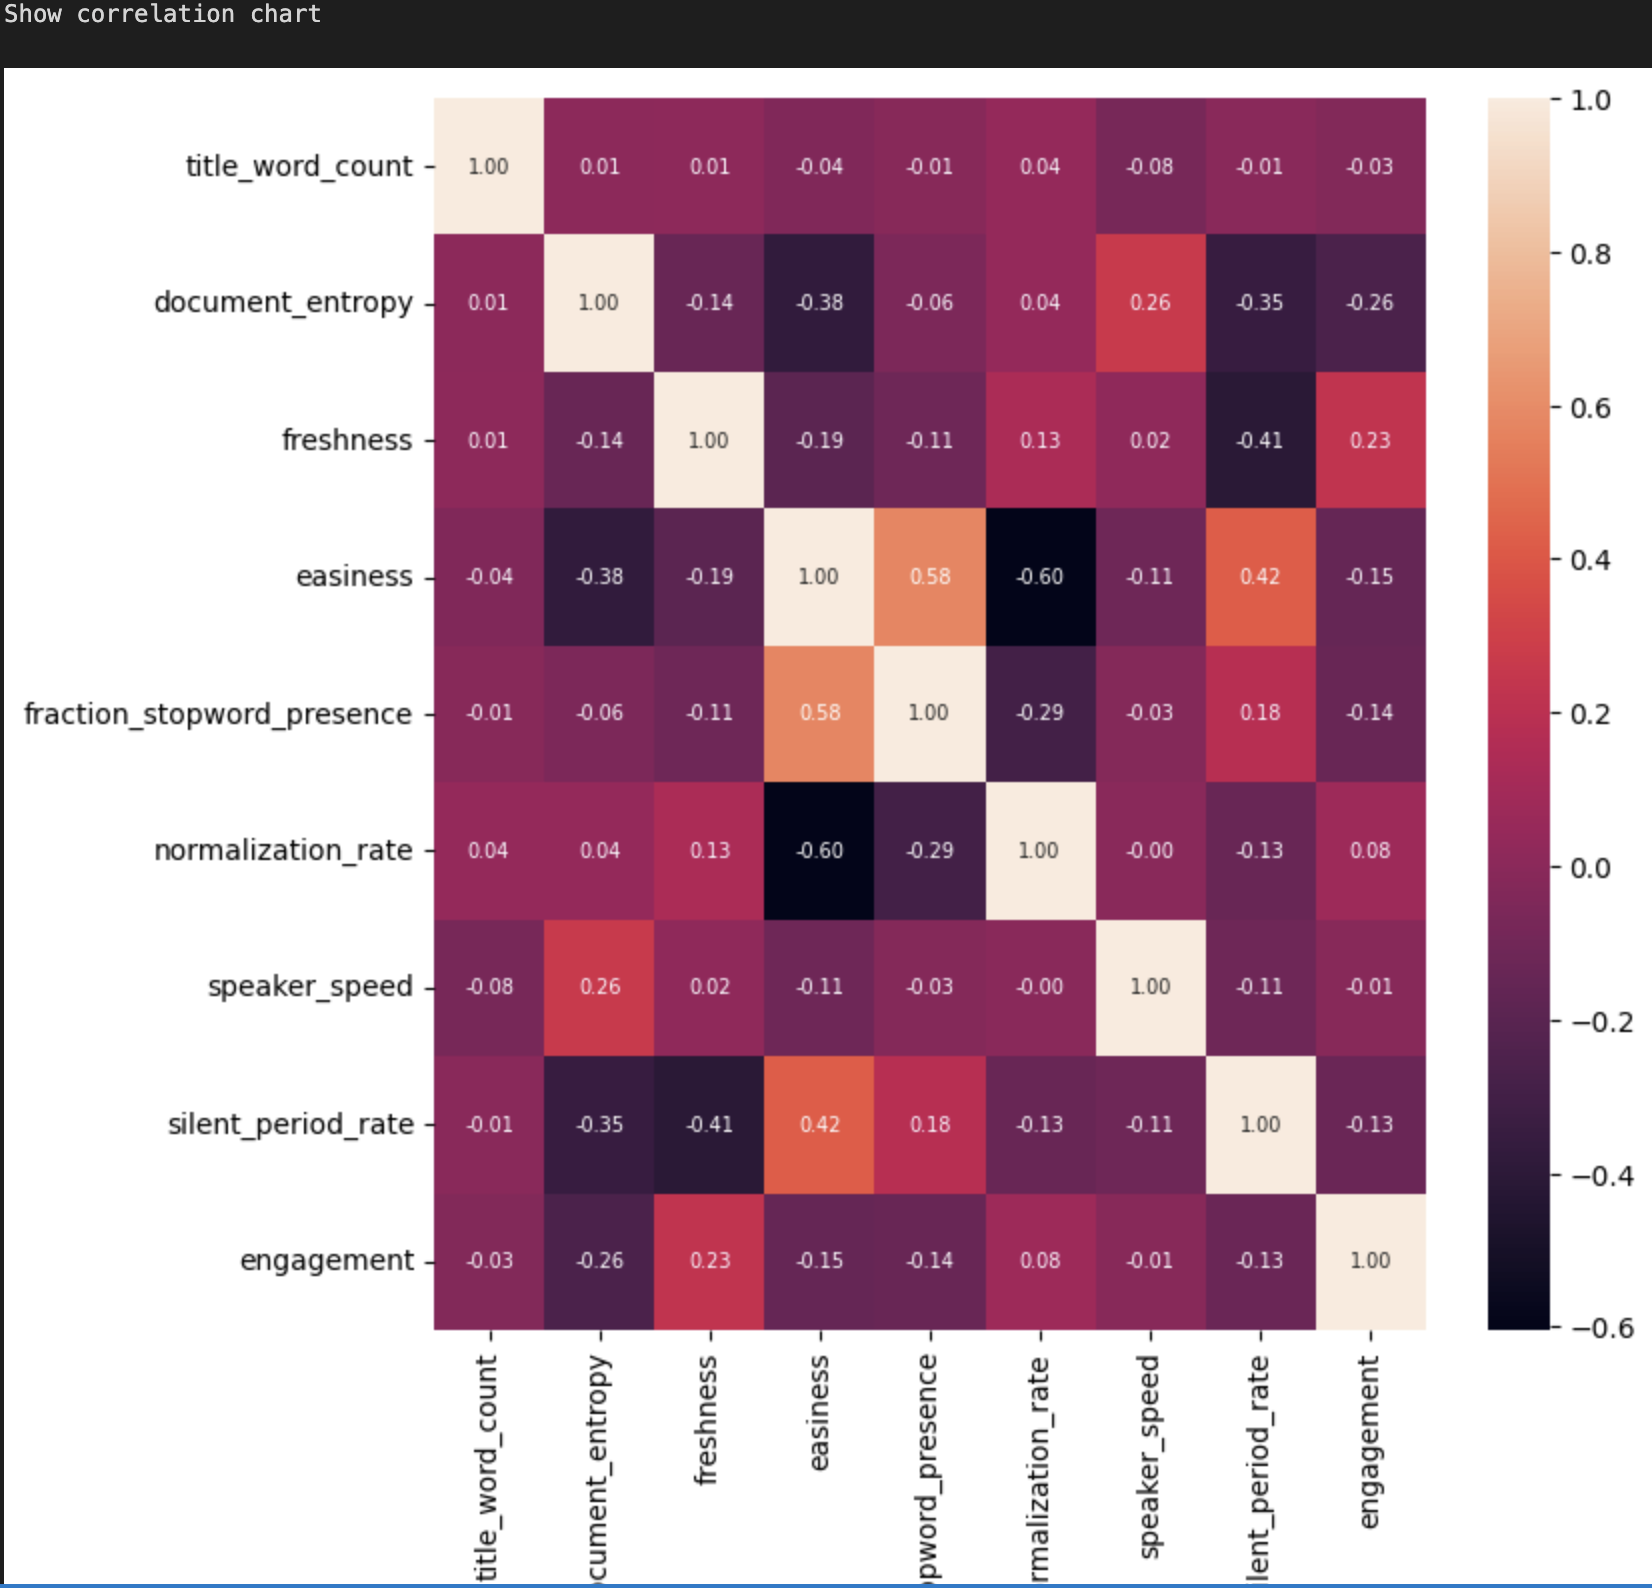 Show correlation chart
title_word_count 1.00 0.01 0.01 -0.04 -0.01 0.04 -0.08 -0.01 -0.03
document_entropy 0.01 1.00 -0.14 -0.38 -0.06 0.04 0.26 -0.35 -0.26
freshness 0.01 -0.14 1.00 -0.19 -0.11 0.13 0.02 -0.41 0.23
easiness -0.04 -0.38 -0.19 1.00 0.58 -0.60 -0.11 0.42 -0.15
fraction_stopword_presence -0.01 -0.06 -0.11 0.58 1.00 -0.29 -0.03 0.18 -0.14
normalization_rate 0.04 0.04 0.13 -0.60 -0.29 1.00 -0.00 -0.13 0.08
speaker_speed -0.08 0.26 0.02 -0.11 -0.03 -0.00 1.00 -0.11 -0.01
silent_period_rate -0.01 -0.35 -0.41 0.42 0.18 -0.13 -0.11 1.00 -0.13
engagement -0.03 -0.26 0.23 -0.15 -0.14 0.08 -0.01 -0.13 1.00
title_word_count
ocument_entropy
freshness
easiness
opword_presence
rmalization_rate
speaker_speed
ilent_period_rate
engagement
1.0
0.8
0.6
0.4
0.2
0.0
−0.2
−0.4
−0.6